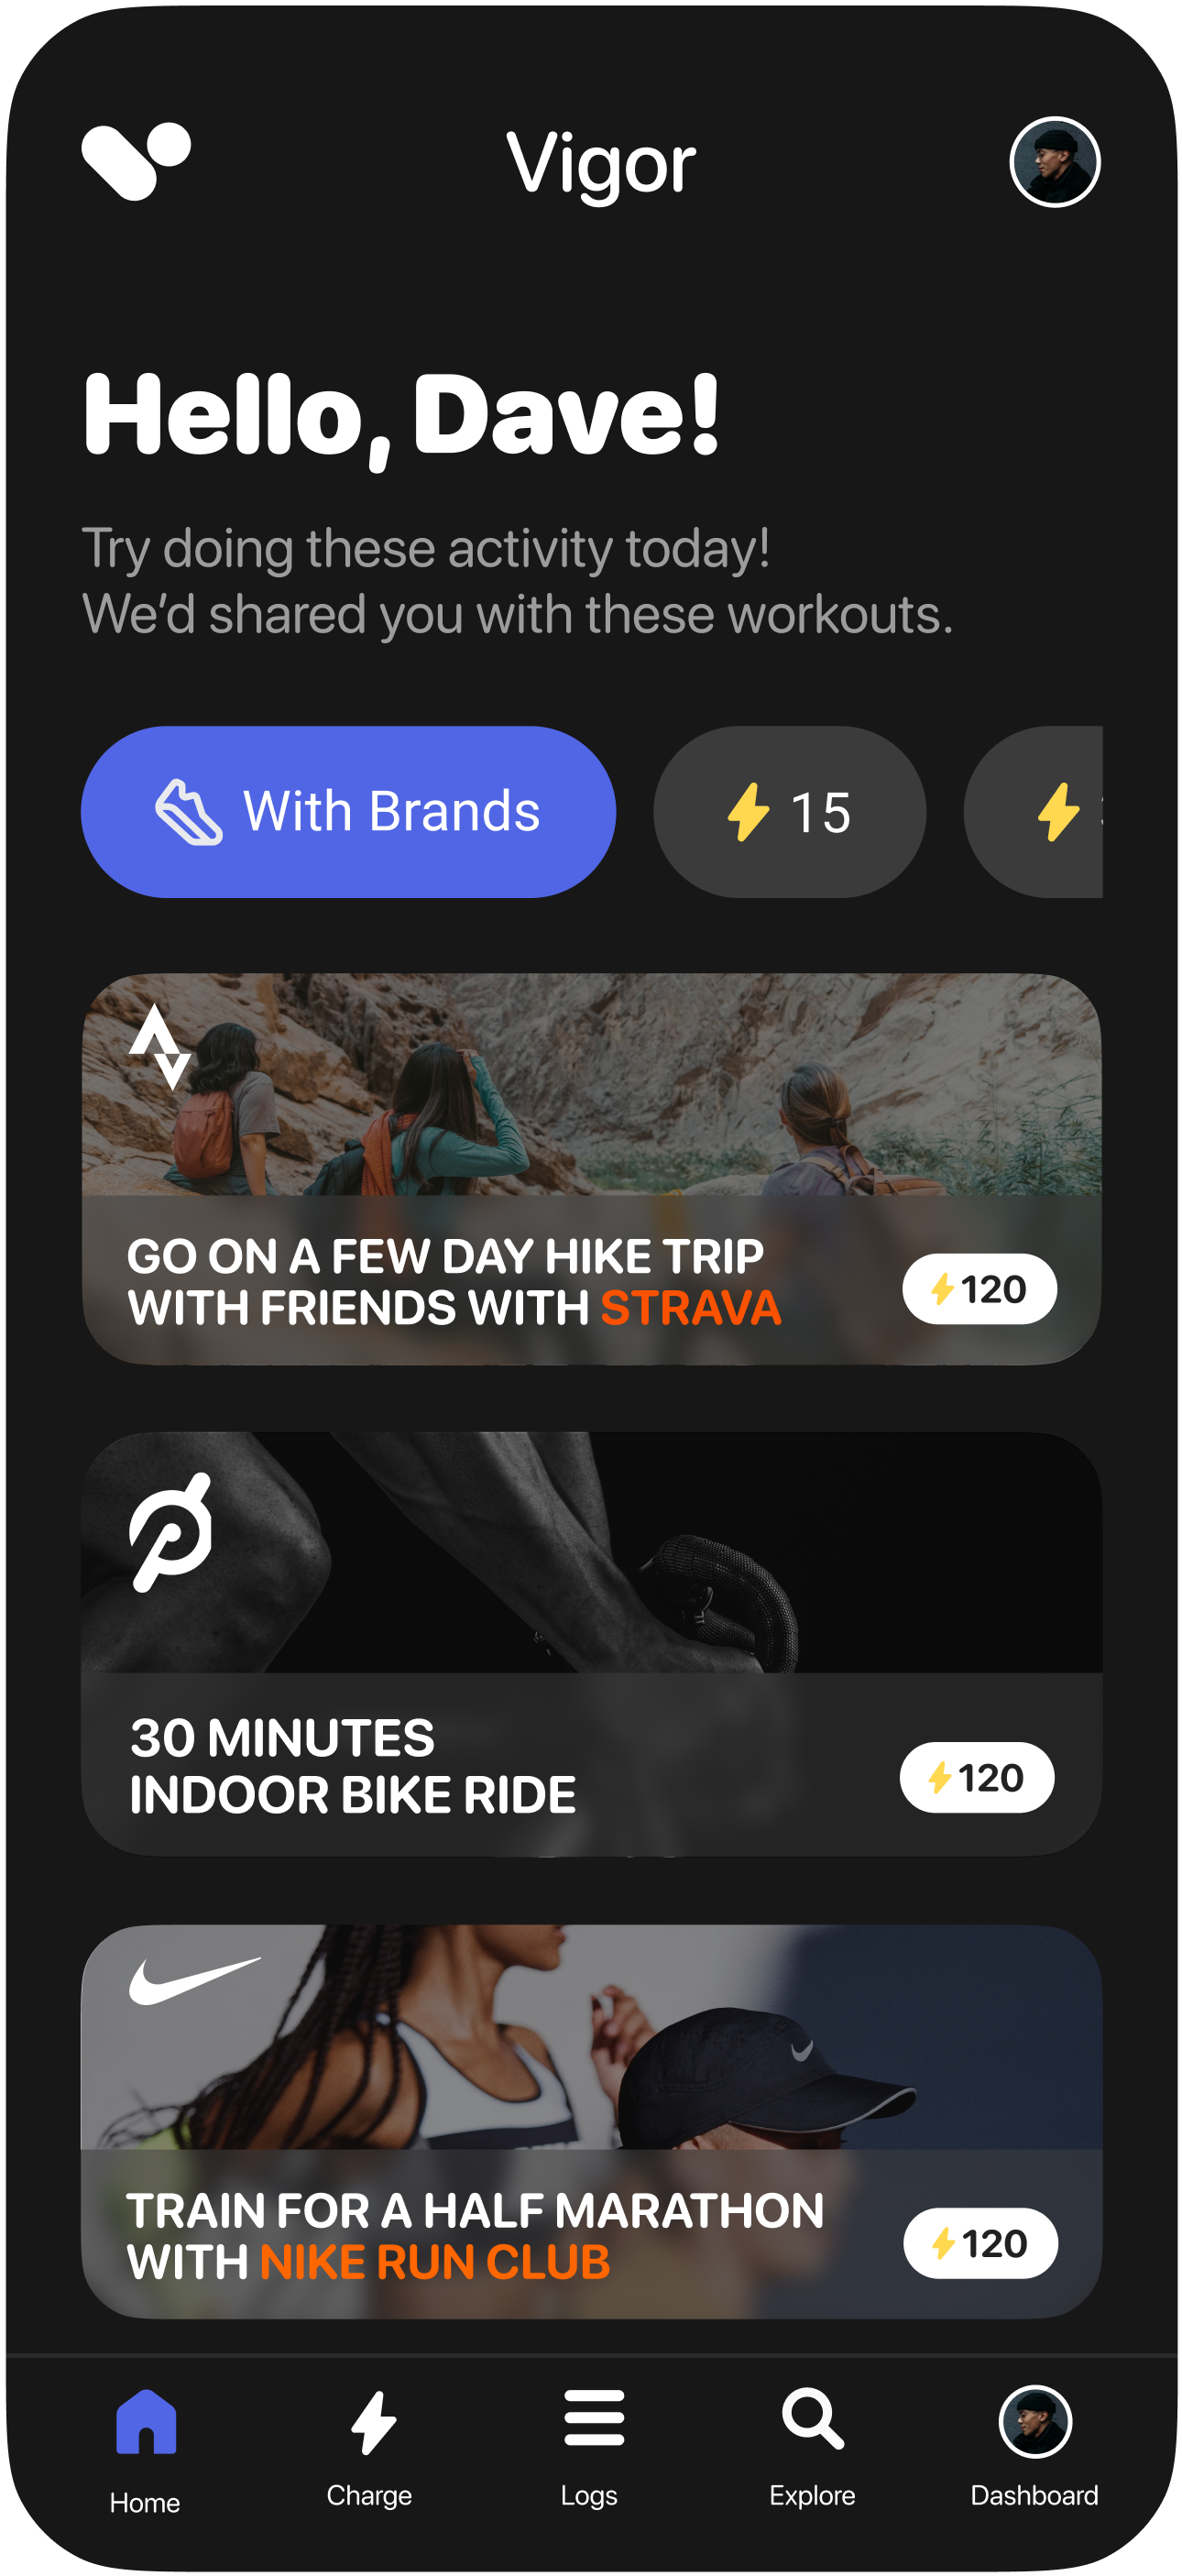 Vigor
Hello, Dave!
Try doing these activity today!
We’d shared you with these workouts.
With Brands
15
GO ON A FEW DAY HIKE TRIP
WITH FRIENDS WITH STRAVA
120
30 MINUTES
INDOOR BIKE RIDE
120
TRAIN FOR A HALF MARATHON
WITH NIKE RUN CLUB
120
Home
Charge
Logs
Explore
Dashboard